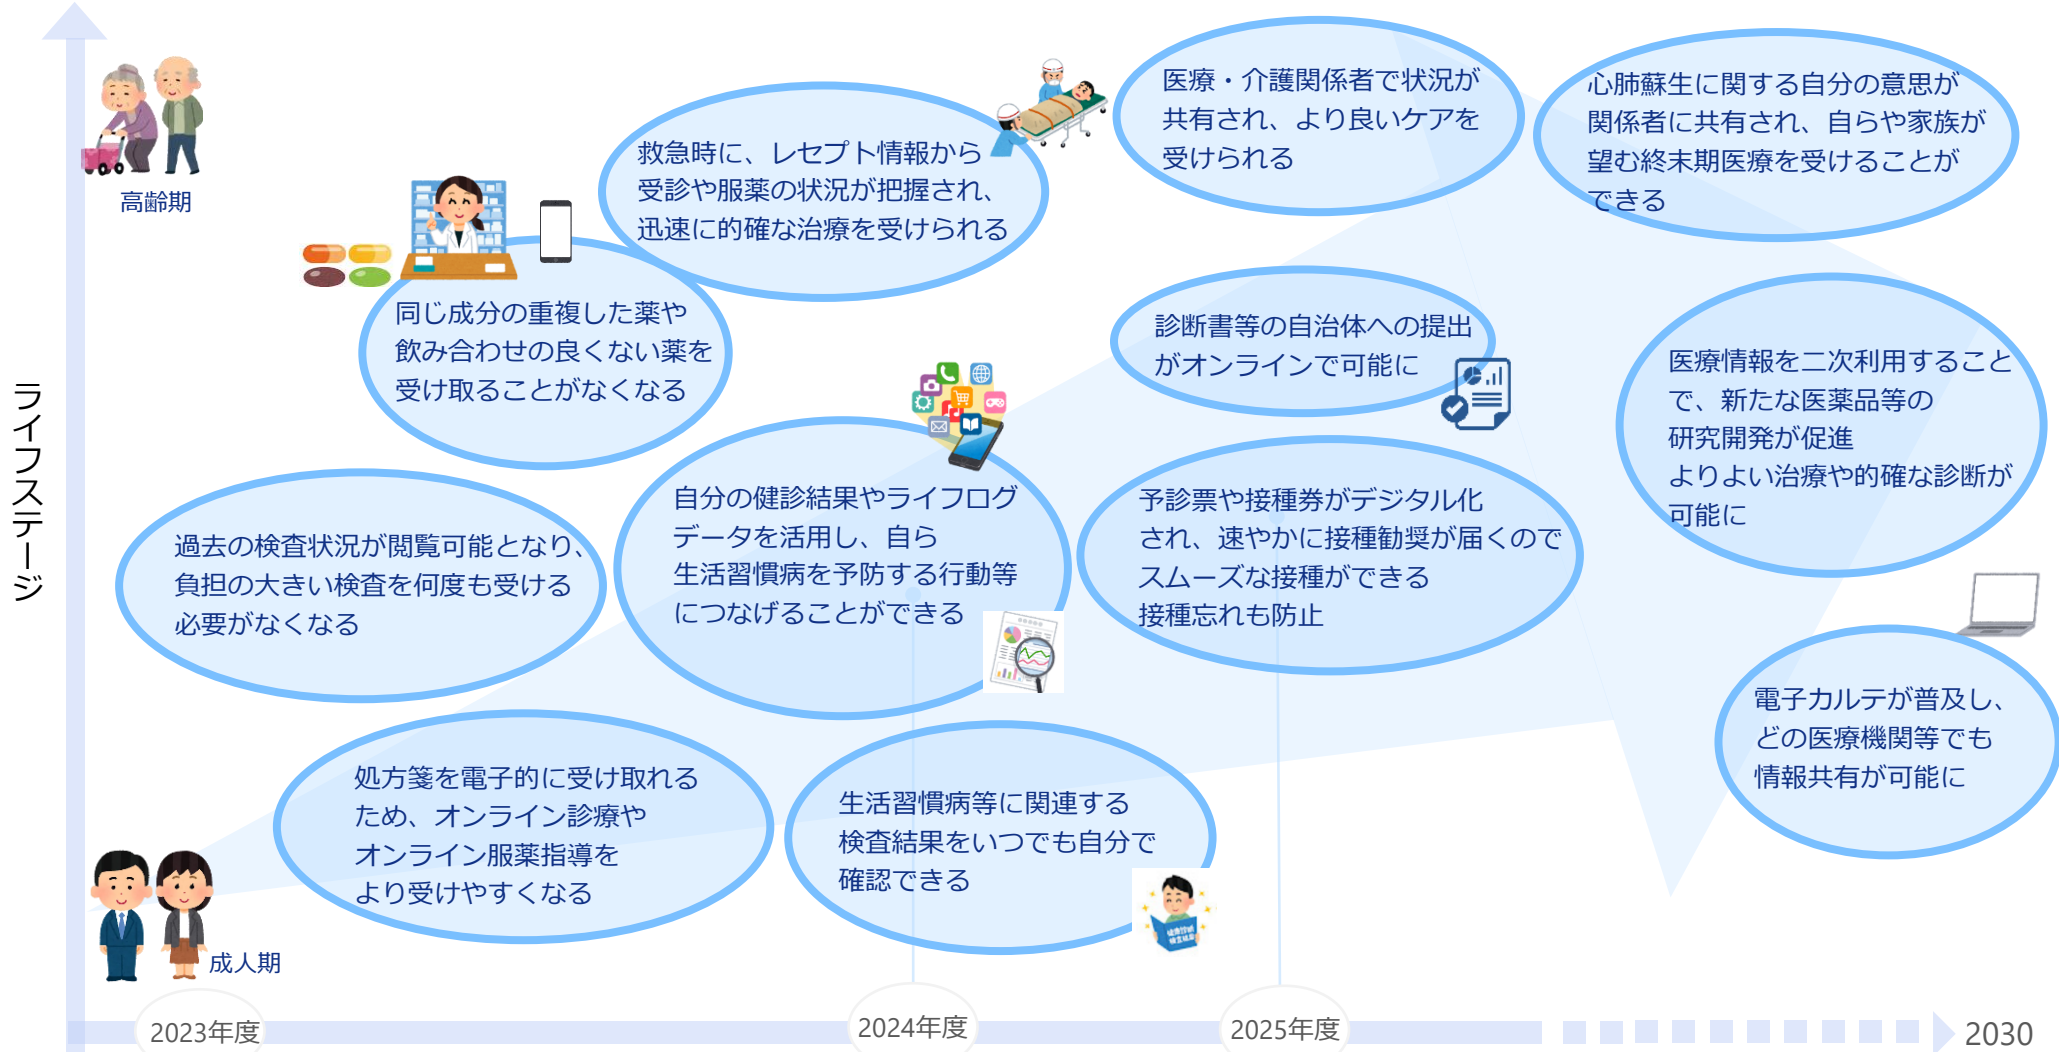 高齢期
医療・介護関係者で状況が
共有され、より良いケアを
受けられる
心肺蘇生に関する自分の意思が
関係者に共有され、自らや家族が
望む終末期医療を受けることが
できる
救急時に、レセプト情報から
受診や服薬の状況が把握され、
迅速に的確な治療を受けられる
同じ成分の重複した薬や
飲み合わせの良くない薬を
受け取ることがなくなる
診断書等の自治体への提出
がオンラインで可能に
医療情報を二次利用すること
で、新たな医薬品等の
研究開発が促進
よりよい治療や的確な診断が
可能に
ライフステージ
過去の検査状況が閲覧可能となり、
負担の大きい検査を何度も受ける
必要がなくなる
自分の健診結果やライフログ
データを活用し、自ら
生活習慣病を予防する行動等
につなげることができる
予診票や接種券がデジタル化
され、速やかに接種勧奨が届くので
スムーズな接種ができる
接種忘れも防止
電子カルテが普及し、
どの医療機関等でも
情報共有が可能に
処方箋を電子的に受け取れる
ため、オンライン診療や
オンライン服薬指導を
より受けやすくなる
生活習慣病等に関連する
検査結果をいつでも自分で
確認できる
成人期
2023年度
2024年度
2025年度
2030